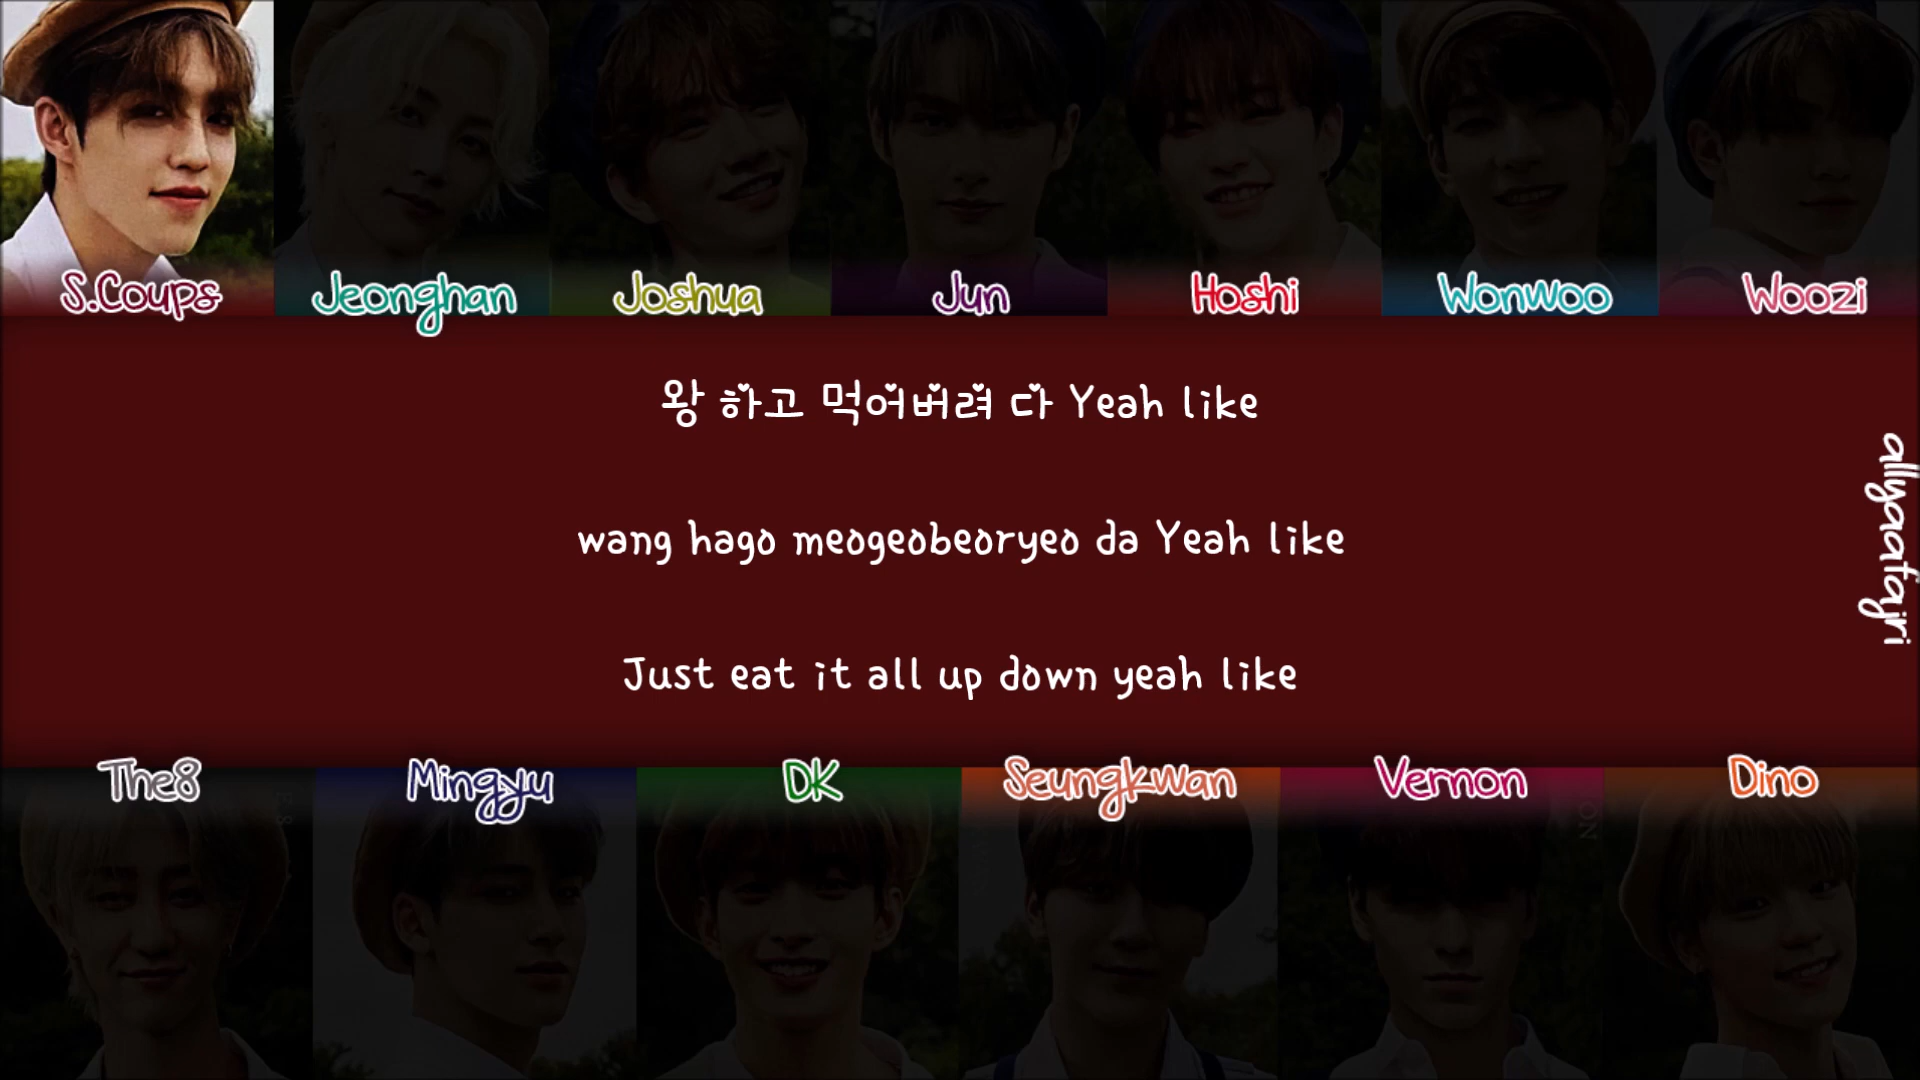 S.Coups
Jeonghan
Joshua
Jun
Hoshi
Wonwoo
Woozi
왕 하고 먹어버려 다 Yeah like
wang hago meogeobeoryeo da Yeah like
Just eat it all up down yeah like
allyaafajri
The8
Mingyu
DK
Seungkwan
Vernon
Dino